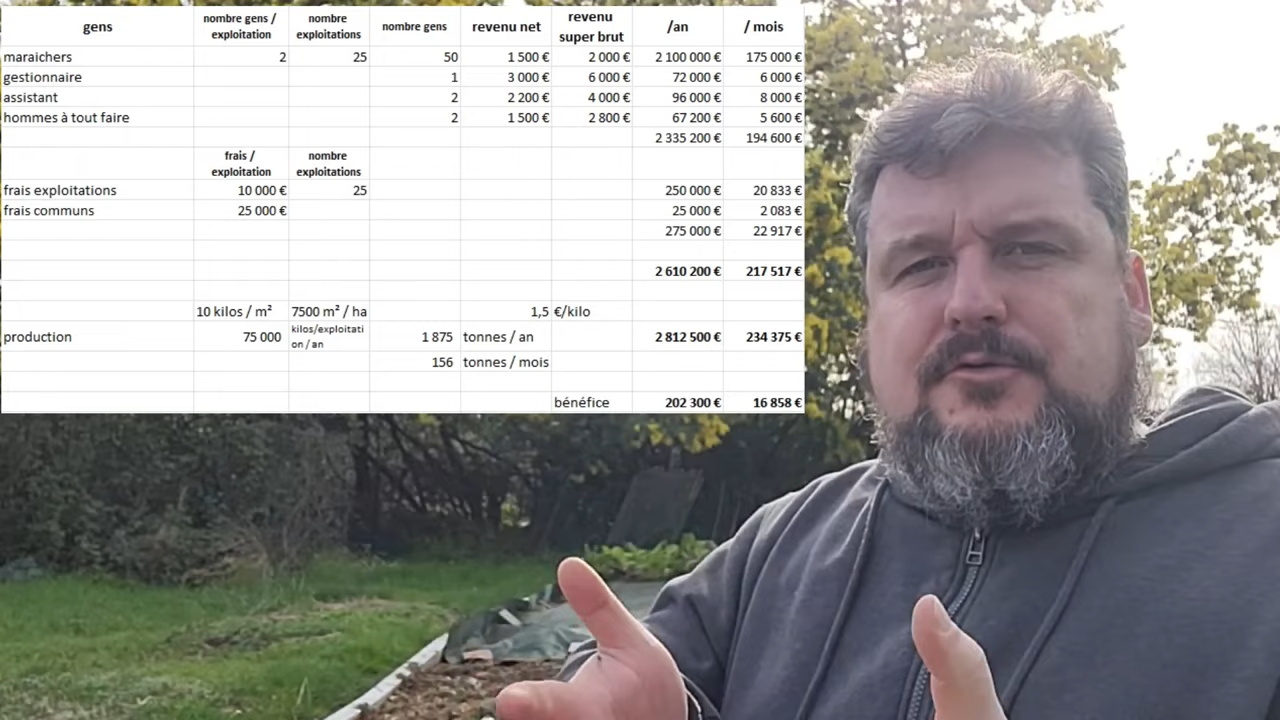 gens nombre gens / exploitation nombre exploitations nombre gens revenu net revenu super brut /an / mois
maraichers 2 25 50 1 500 € 2 000 € 2 100 000 € 175 000 €
gestionnaire 1 3 000 € 6 000 € 72 000 € 6 000 €
assistant 2 2 200 € 4 000 € 96 000 € 8 000 €
hommes à tout faire 2 1 500 € 2 800 € 67 200 € 5 600 €
2 335 200 € 194 600 €
frais / exploitation nombre exploitations
frais exploitations 10 000 € 25 250 000 € 20 833 €
frais communs 25 000 € 25 000 € 2 083 €
275 000 € 22 917 €
2 610 200 € 217 517 €
10 kilos / m² 7500 m² / ha 1,5 €/kilo
production 75 000 kilos/exploitati on / an 1 875 tonnes / an 2 812 500 € 234 375 €
156 tonnes / mois
bénéfice 202 300 € 16 858 €